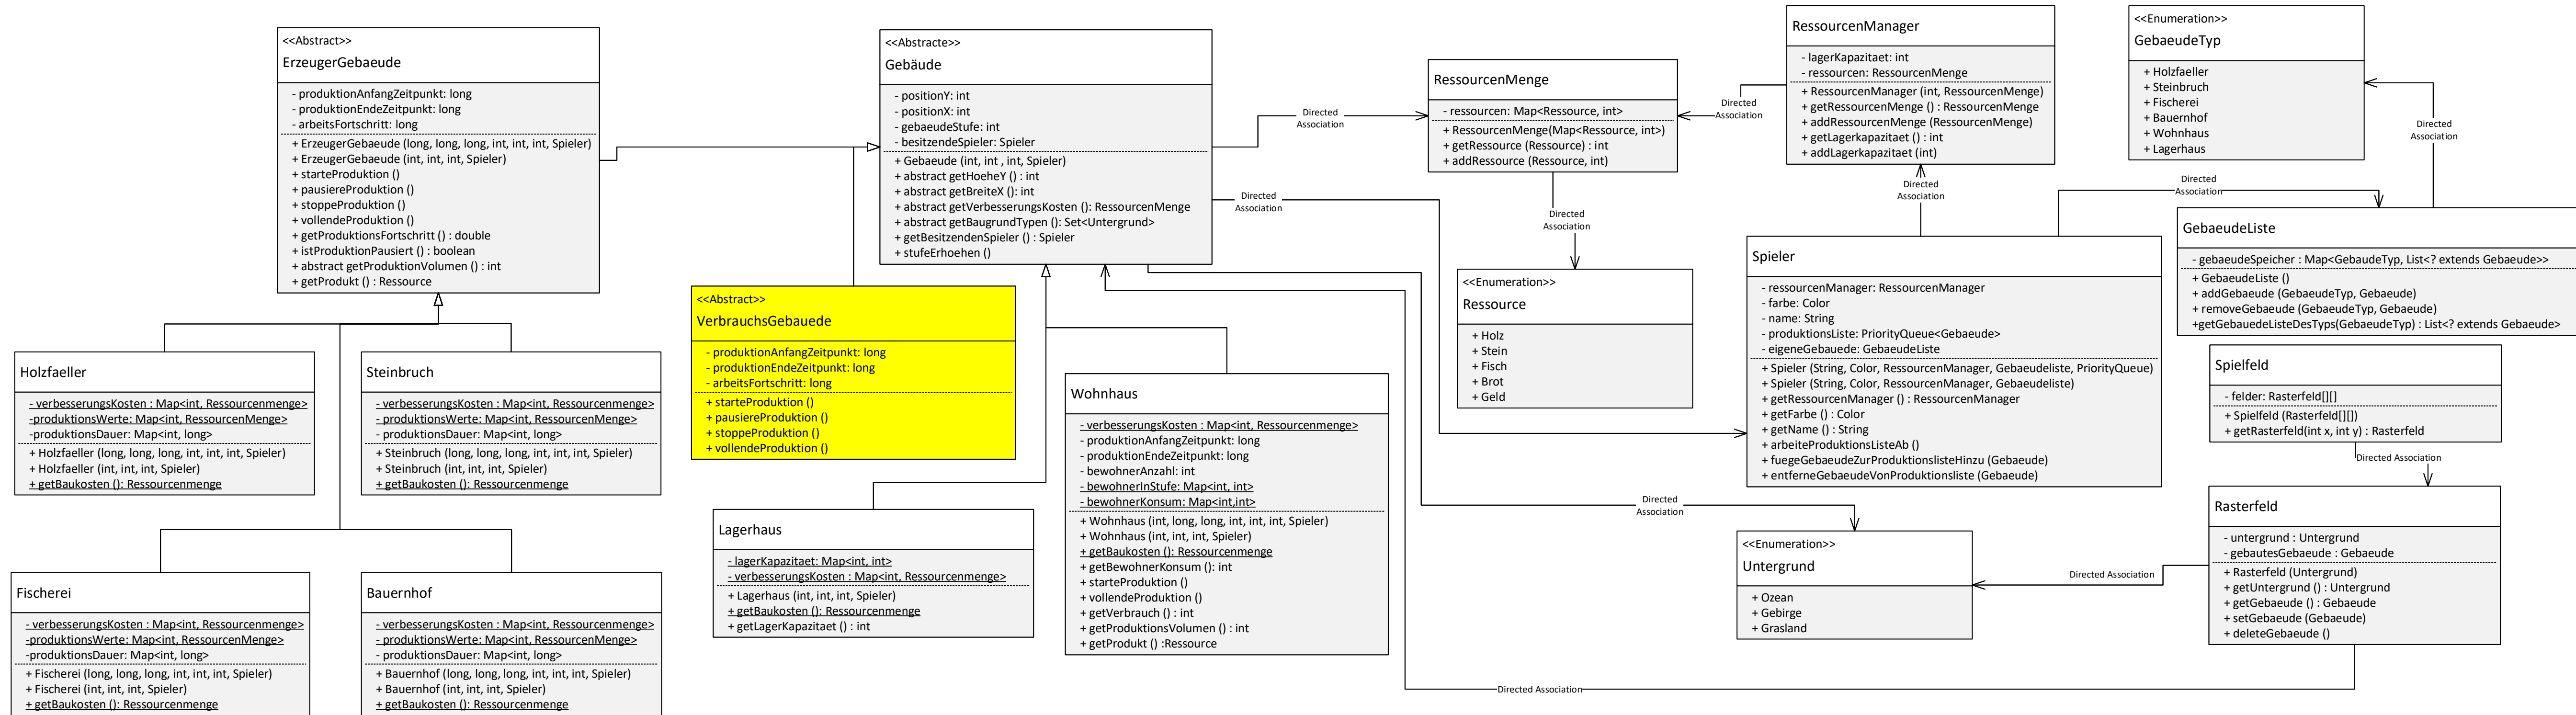 <<Abstract>>
ErzeugerGebaeude
- produktionAnfangZeitpunkt: long
- produktionEndeZeitpunkt: long
- arbeitsFortschritt: long
+ ErzeugerGebaeude (long, long, long, int, int, int, Spieler)
+ ErzeugerGebaeude (int, int, int, Spieler)
+ starteProduktion ()
+ pausiereProduktion ()
+ stoppeProduktion ()
+ vollendeProduktion ()
+ getProduktionsFortschritt () : double
+ istProduktionPausiert () : boolean
+ abstract getProduktionVolumen () : int
+ getProdukt () : Ressource
<<Abstracte>>
Gebäude
- positionY: int
- positionX: int
- gebaeudeStufe: int
- besitzendeSpieler: Spieler
+ Gebaeude (int, int , int, Spieler)
+ abstract getHoeheY () : int
+ abstract getBreiteX (): int
+ abstract getVerbesserungsKosten (): RessourcenMenge
+ abstract getBaugrundTypen (): Set<Untergrund>
+ getBesitzendenSpieler () : Spieler
+ stufeErhoehen ()
Directed
Association
Directed
Association
RessourcenMenge
- ressourcen: Map<Ressource, int>
+ RessourcenMenge(Map<Ressource, int>)
+ getRessource (Ressource) : int
+ addRessource (Ressource, int)
Directed
Association
Directed
Association
RessourcenManager
- lagerKapazitaet: int
- ressourcen: RessourcenMenge
+ RessourcenManager (int, RessourcenMenge)
+ getRessourcenMenge () : RessourcenMenge
+ addRessourcenMenge (RessourcenMenge)
+ getLagerkapazitaet () : int
+ addLagerkapazitaet (int)
Directed
Association
<<Enumeration>>
GebaeudeTyp
+ Holzfaeller
+ Steinbruch
+ Fischerei
+ Bauernhof
+ Wohnhaus
+ Lagerhaus
Directed
Association
Directed
Association
GebaeudeListe
- gebaeudeSpeicher : Map<GebaudeTyp, List<? extends Gebaude>>
+ GebaeudeListe ()
+ addGebaeude (GebaeudeTyp, Gebaeude)
+ removeGebaeude (GebaeudeTyp, Gebaeude)
+getGebauedeListeDesTyps(GebaeudeTyp) : List<? extends Gebaude>
<<Enumeration>>
Ressource
+ Holz
+ Stein
+ Fisch
+ Brot
+ Geld
Spieler
- ressourcenManager: RessourcenManager
- farbe: Color
- name: String
- produktionsListe: PriorityQueue<Gebaeude>
- eigeneGebauede: GebaeudeListe
+ Spieler (String, Color, RessourcenManager, Gebaeudeliste, PriorityQueue)
+ Spieler (String, Color, RessourcenManager, Gebaeudeliste)
+ getRessourcenManager () : RessourcenManager
+ getFarbe () : Color
+ getName () : String
+ arbeiteProduktionsListeAb ()
+ fuegeGebaeudeZurProduktionslisteHinzu (Gebaeude)
+ entferneGebaeudeVonProduktionsliste (Gebaude)
<<Abstract>>
VerbrauchsGebauede
- produktionAnfangZeitpunkt: long
- produktionEndeZeitpunkt: long
- arbeitsFortschritt: long
+ starteProduktion ()
+ pausiereProduktion ()
+ stoppeProduktion ()
+ vollendeProduktion ()
Holzfaeller
- verbesserungsKosten : Map<int, Ressourcenmenge>
-produktionsWerte: Map<int, RessourcenMenge>
-produktionsDauer: Map<int, long>
+ Holzfaeller (long, long, long, int, int, int, Spieler)
+ Holzfaeller (int, int, int, Spieler)
+ getBaukosten (): Ressourcenmenge
Steinbruch
- verbesserungsKosten : Map<int, Ressourcenmenge>
- produktionsWerte: Map<int, RessourcenMenge>
- produktionsDauer: Map<int, long>
+ Steinbruch (long, long, long, int, int, int, Spieler)
+ Steinbruch (int, int, int, Spieler)
+ getBaukosten (): Ressourcenmenge
Spielfeld
- felder: Rasterfeld[][]
+ Spielfeld (Rasterfeld[][])
+ getRasterfeld(int x, int y) : Rasterfeld
Directed Association
Wohnhaus
- verbesserungsKosten : Map<int, Ressourcenmenge>
- produktionAnfangZeitpunkt: long
- produktionEndeZeitpunkt: long
- bewohnerAnzahl: int
- bewohnerInStufe: Map<int, int>
- bewohnerKonsum: Map<int,int>
+ Wohnhaus (int, long, long, int, int, int, Spieler)
+ Wohnhaus (int, int, int, Spieler)
+ getBaukosten (): Ressourcenmenge
+ getBewohnerKonsum (): int
+ starteProduktion ()
+ vollendeProduktion ()
+ getVerbrauch () : int
+ getProduktionsVolumen () : int
+ getProdukt () :Ressource
Lagerhaus
- lagerKapazitaet: Map<int, int>
- verbesserungsKosten : Map<int, Ressourcenmenge>
+ Lagerhaus (int, int, int, Spieler)
+ getBaukosten (): Ressourcenmenge
+ getLagerKapazitaet () : int
Directed
Association
<<Enumeration>>
Untergrund
+ Ozean
+ Gebirge
+ Grasland
Directed Association
Rasterfeld
- untergrund : Untergrund
- gebautesGebaeude : Gebaeude
+ Rasterfeld (Untergrund)
+ getUntergrund () : Untergrund
+ getGebaeude () : Gebaeude
+ setGebaeude (Gebaeude)
+ deleteGebaeude ()
Directed Association
Fischerei
- verbesserungsKosten : Map<int, Ressourcenmenge>
-produktionsWerte: Map<int, RessourcenMenge>
-produktionsDauer: Map<int, long>
+ Fischerei (long, long, long, int, int, int, Spieler)
+ Fischerei (int, int, int, Spieler)
+ getBaukosten (): Ressourcenmenge
Bauernhof
- verbesserungsKosten : Map<int, Ressourcenmenge>
- produktionsWerte: Map<int, RessourcenMenge>
- produktionsDauer: Map<int, long>
+ Bauernhof (long, long, long, int, int, int, Spieler)
+ Bauernhof (int, int, int, Spieler)
+ getBaukosten (): Ressourcenmenge